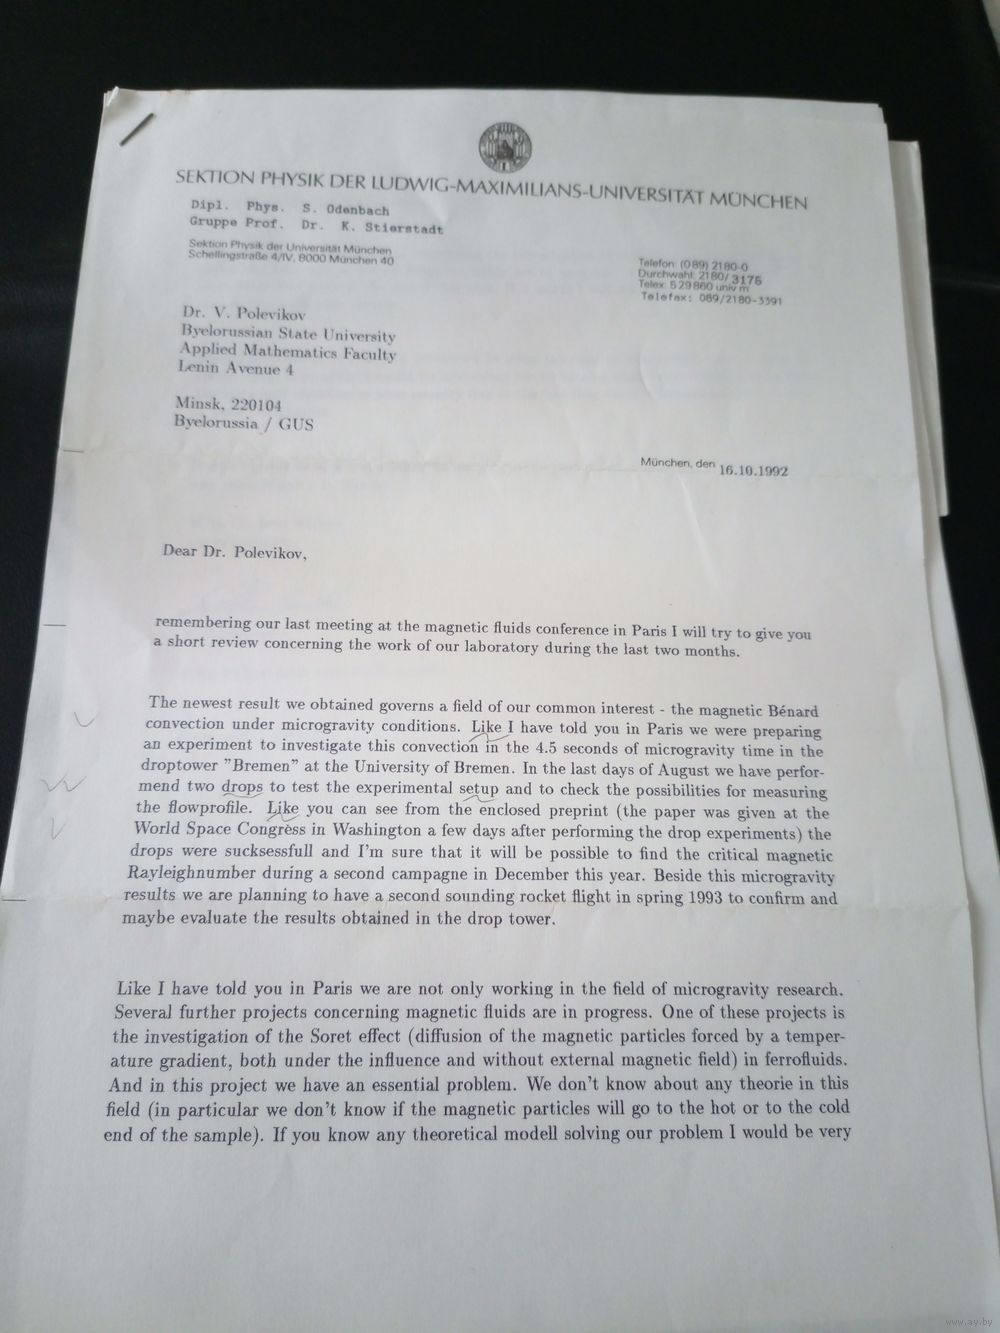 SEKTION PHYSIK DER LUDWIG-MAXIMILIANS-UNIVERSITÄT MÜNCHEN
Dipl. Phys. S. Odenbach
Gruppe Prof. Dr. K. Stierstadt
Sektion Physik der Universität München
Schellingstraße 4/IV, 8000 München 40
Telefon: (089) 2180-0
Durchwahl: 2180/ 3175
Telex: 529860 univ m
Telefax: 089/2180-3391
Dr. V. Polevikov
Byelorussian State University
Applied Mathematics Faculty
Lenin Avenue 4
Minsk, 220104
Byelorussia / GUS
München, den 16.10.1992
Dear Dr. Polevikov,
remembering our last meeting at the magnetic fluids conference in Paris I will try to give you
a short review concerning the work of our laboratory during the last two months.
The newest result we obtained governs a field of our common interest - the magnetic Bénard
convection under microgravity conditions. Like I have told you in Paris we were preparing
an experiment to investigate this convection in the 4.5 seconds of microgravity time in the
droptower "Bremen" at the University of Bremen. In the last days of August we have perfor-
mend two drops to test the experimental setup and to check the possibilities for measuring
the flowprofile. Like you can see from the enclosed preprint (the paper was given at the
World Space Congress in Washington a few days after performing the drop experiments) the
drops were sucksessfull and I'm sure that it will be possible to find the critical magnetic
Rayleighnumber during a second campagne in December this year. Beside this microgravity
results we are planning to have a second sounding rocket flight in spring 1993 to confirm and
maybe evaluate the results obtained in the drop tower.
Like I have told you in Paris we are not only working in the field of microgravity research.
Several further projects concerning magnetic fluids are in progress. One of these projects is
the investigation of the Soret effect (diffusion of the magnetic particles forced by a temper-
ature gradient, both under the influence and without external magnetic field) in ferrofluids.
And in this project we have an essential problem. We don't know about any theorie in this
field (in particular we don't know if the magnetic particles will go to the hot or to the cold
end of the sample). If you know any theoretical modell solving our problem I would be very
www.ay.by